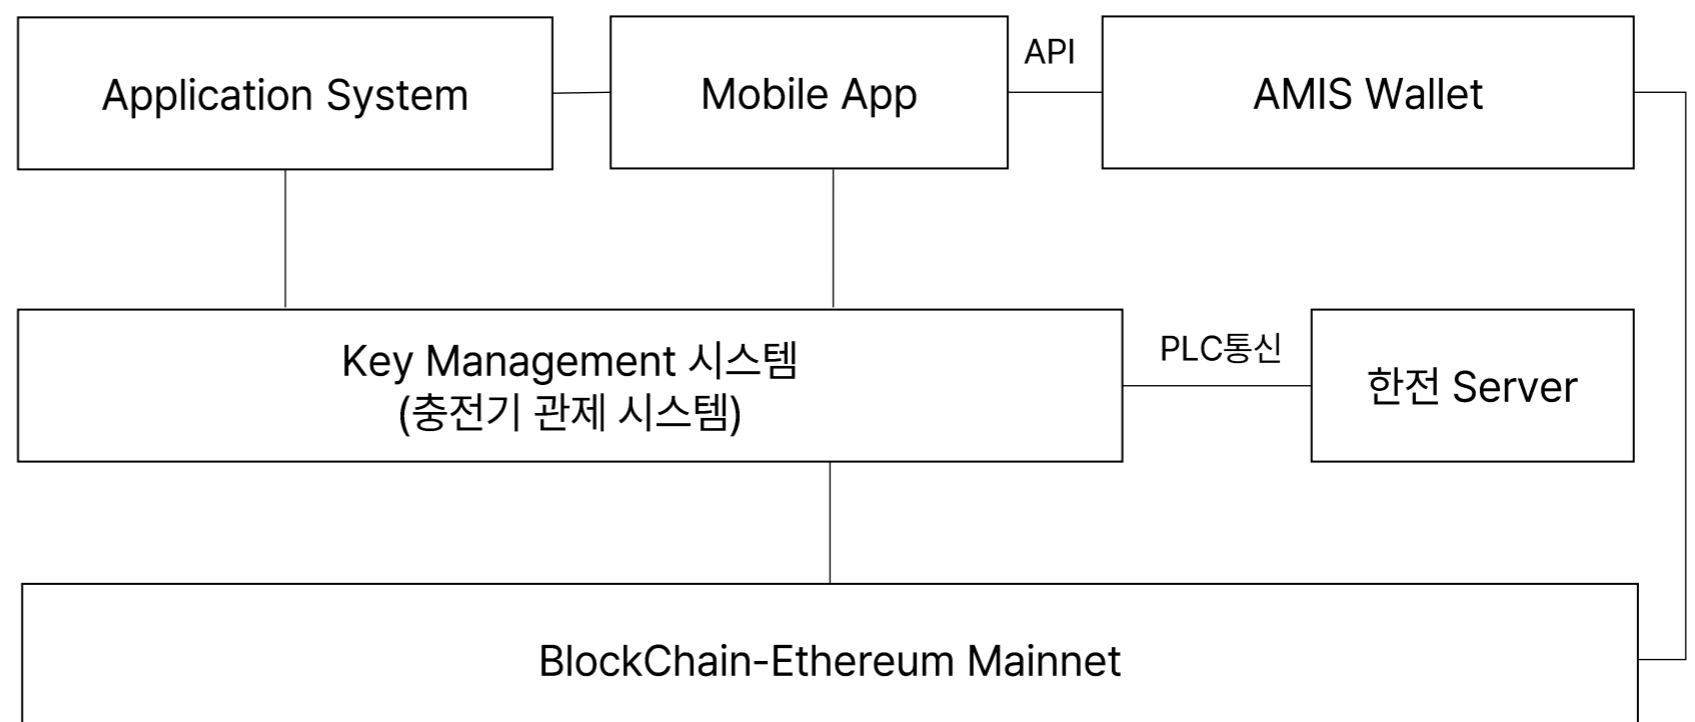 Application System
Mobile App
API
AMIS Wallet
Key Management 시스템
(충전기 관제 시스템)
PLC통신
한전 Server
BlockChain-Ethereum Mainnet